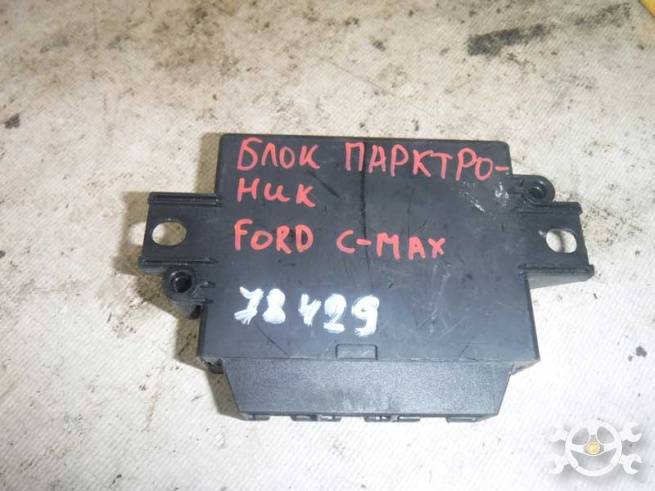 БЛОК ПАРКТРО-
НИК
FORD C-MAX
78429